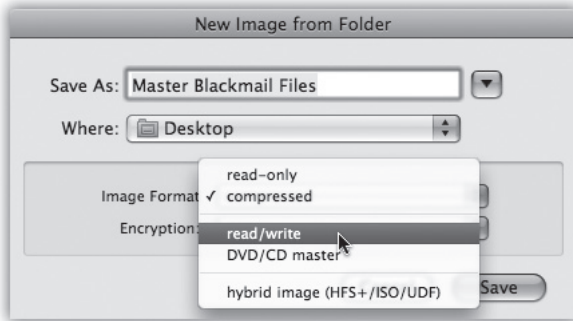 New Image from Folder
Save As: Master Blackmail Files
Where: Desktop
read-only
Image Format ✓ compressed
Encryption: read/write
DVD/CD master
hybrid image (HFS+/ISO/UDF)
Save